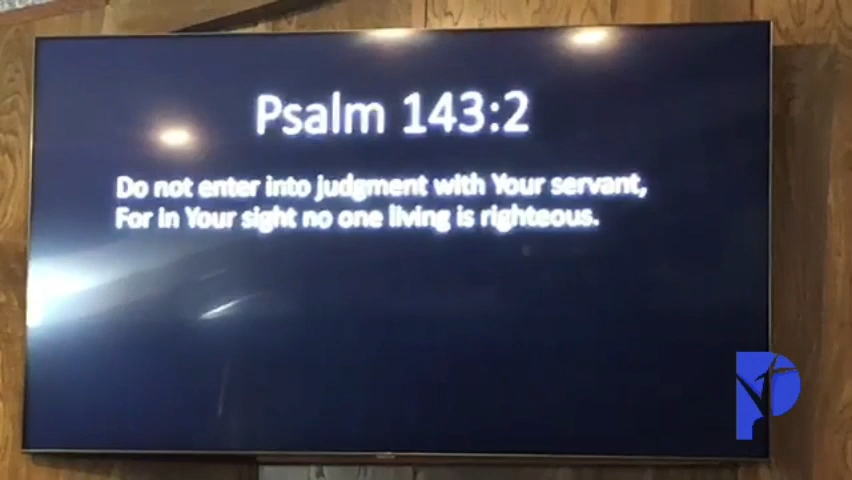 Psalm 143:2
Do not enter into judgment with Your servant,
For in Your sight no one living is righteous.